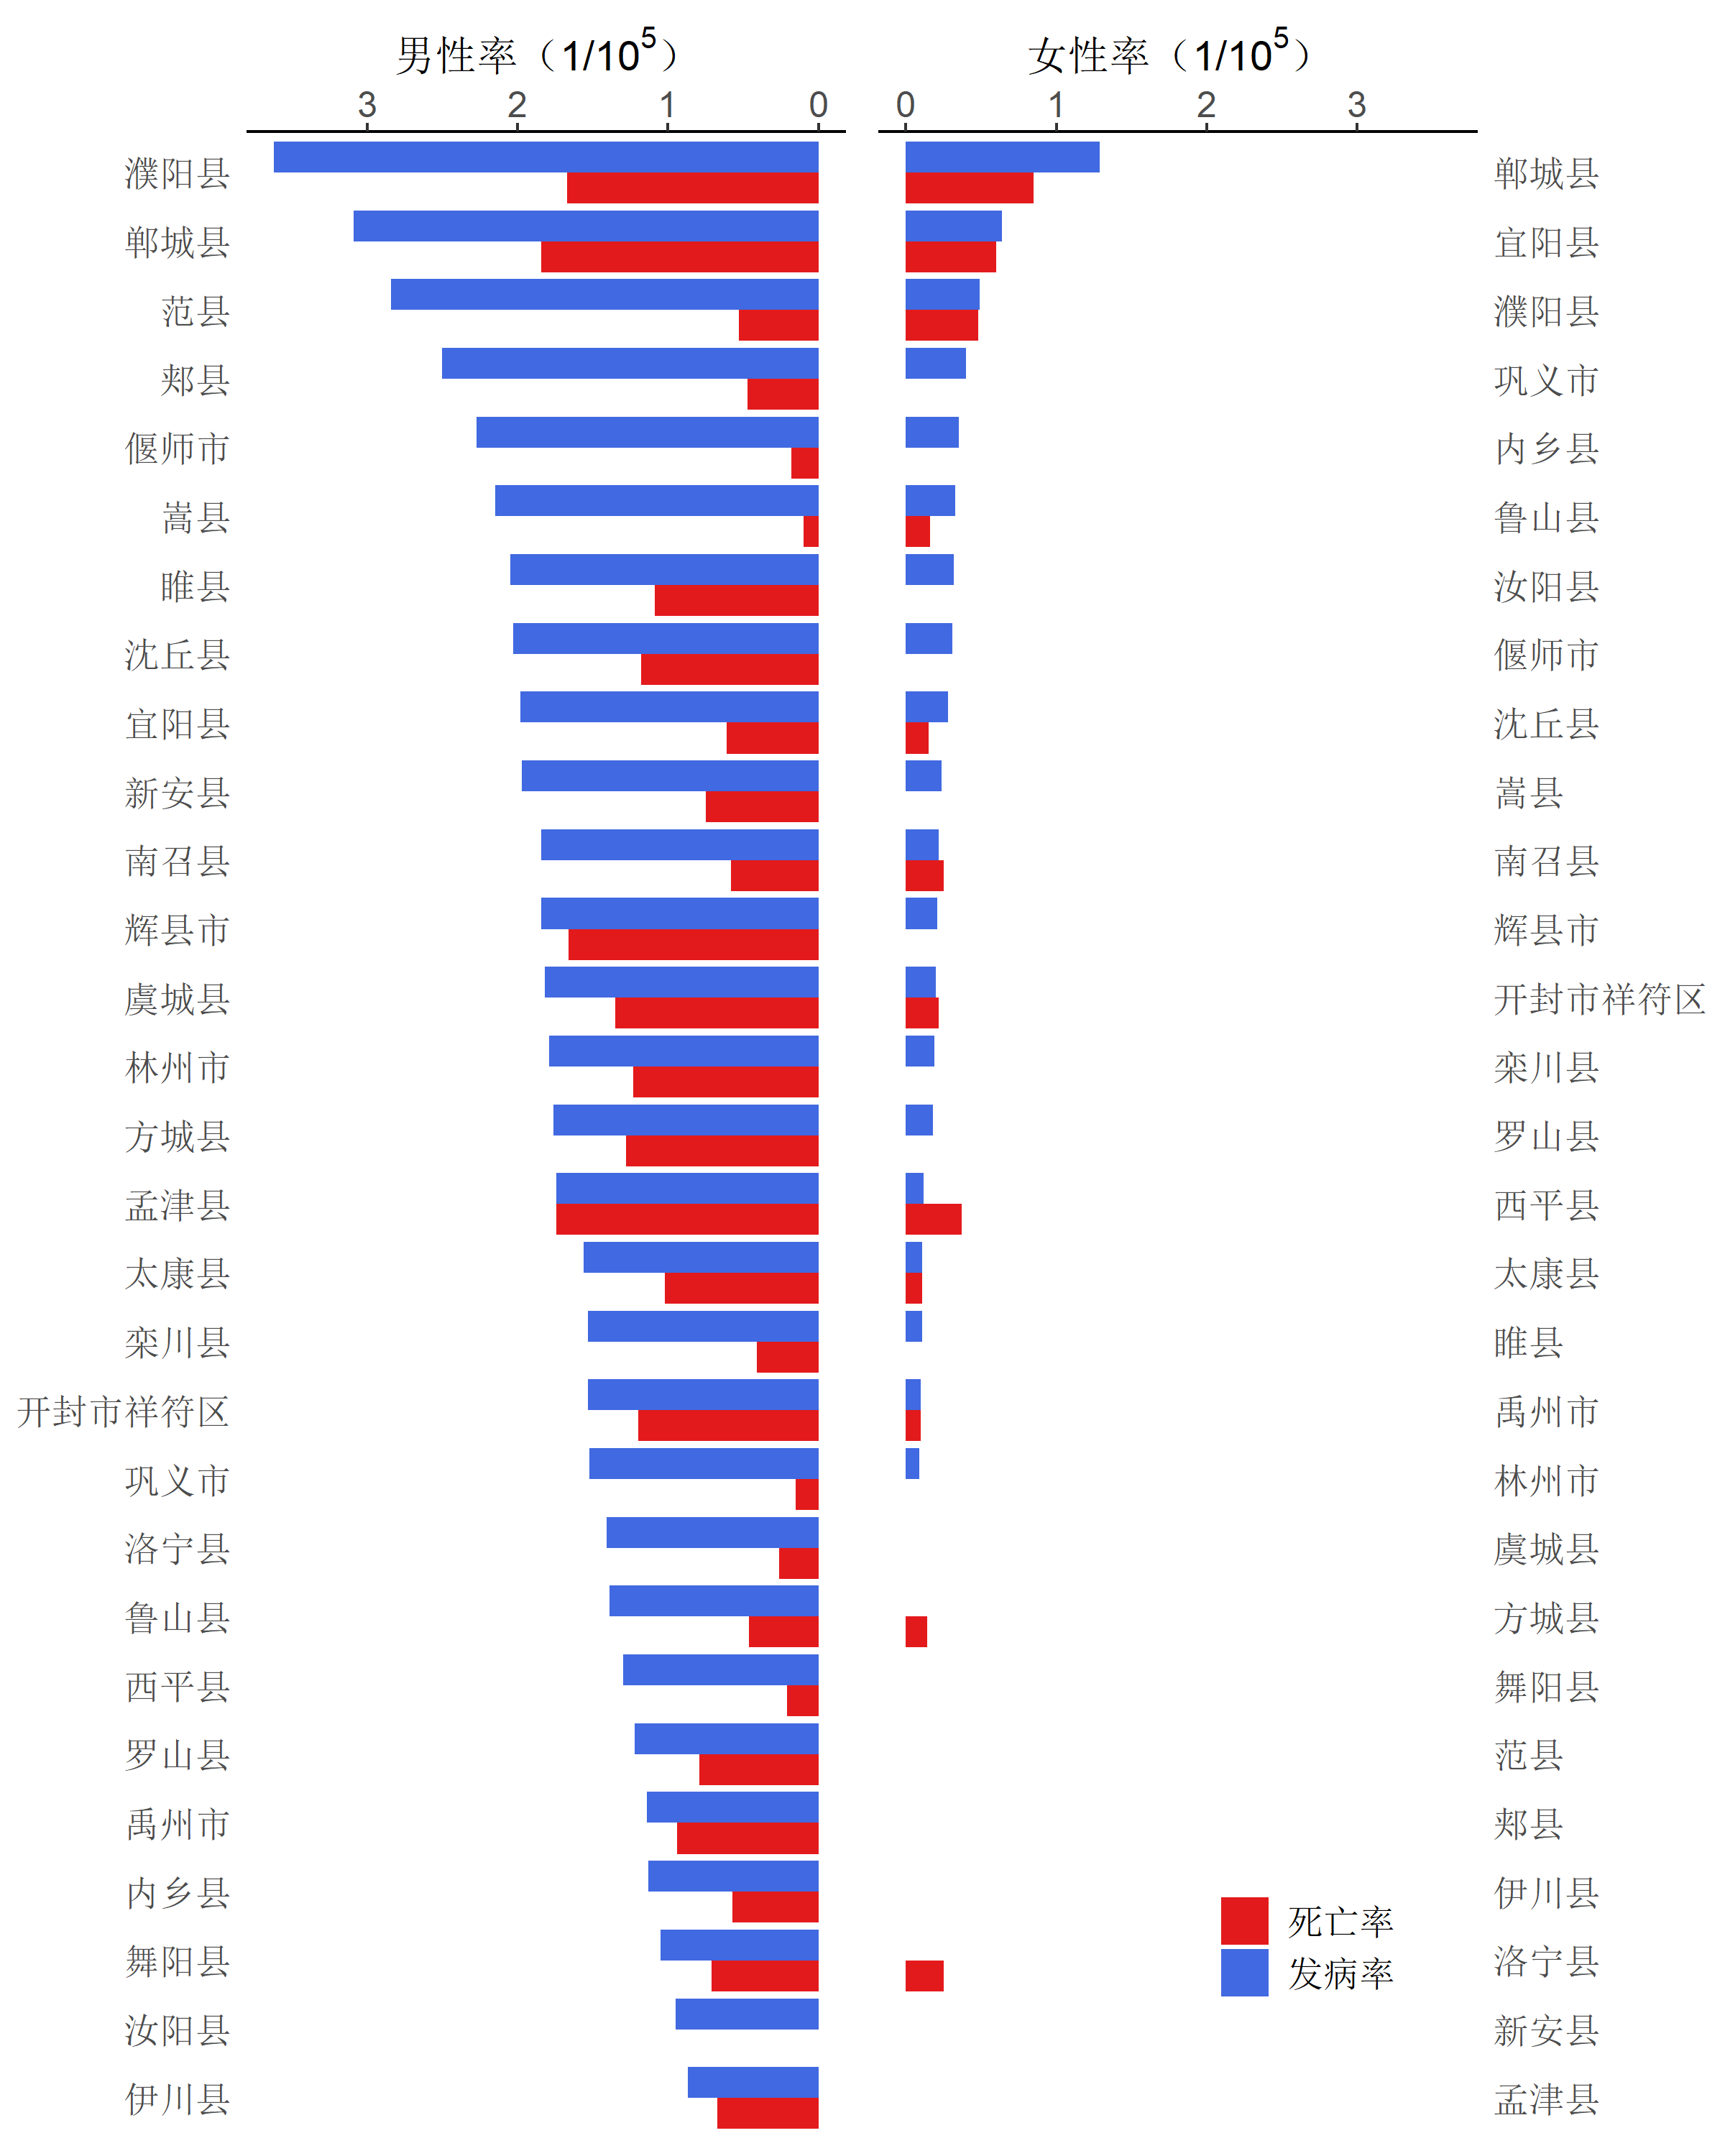 男性率（1/10⁵） 女性率（1/10⁵）
3 2 1 0 0 1 2 3
濮阳县 郸城县
郸城县 宜阳县
范县 濮阳县
郏县 巩义市
偃师市 内乡县
嵩县 鲁山县
睢县 汝阳县
沈丘县 偃师市
宜阳县 沈丘县
新安县 嵩县
南召县 南召县
辉县市 辉县市
虞城县 开封市祥符区
林州市 栾川县
方城县 罗山县
孟津县 西平县
太康县 太康县
栾川县 睢县
开封市祥符区 禹州市
巩义市 林州市
洛宁县 虞城县
鲁山县 方城县
西平县 舞阳县
罗山县 范县
禹州市 郏县
内乡县 伊川县
死亡率
舞阳县 洛宁县
发病率
汝阳县 新安县
伊川县 孟津县